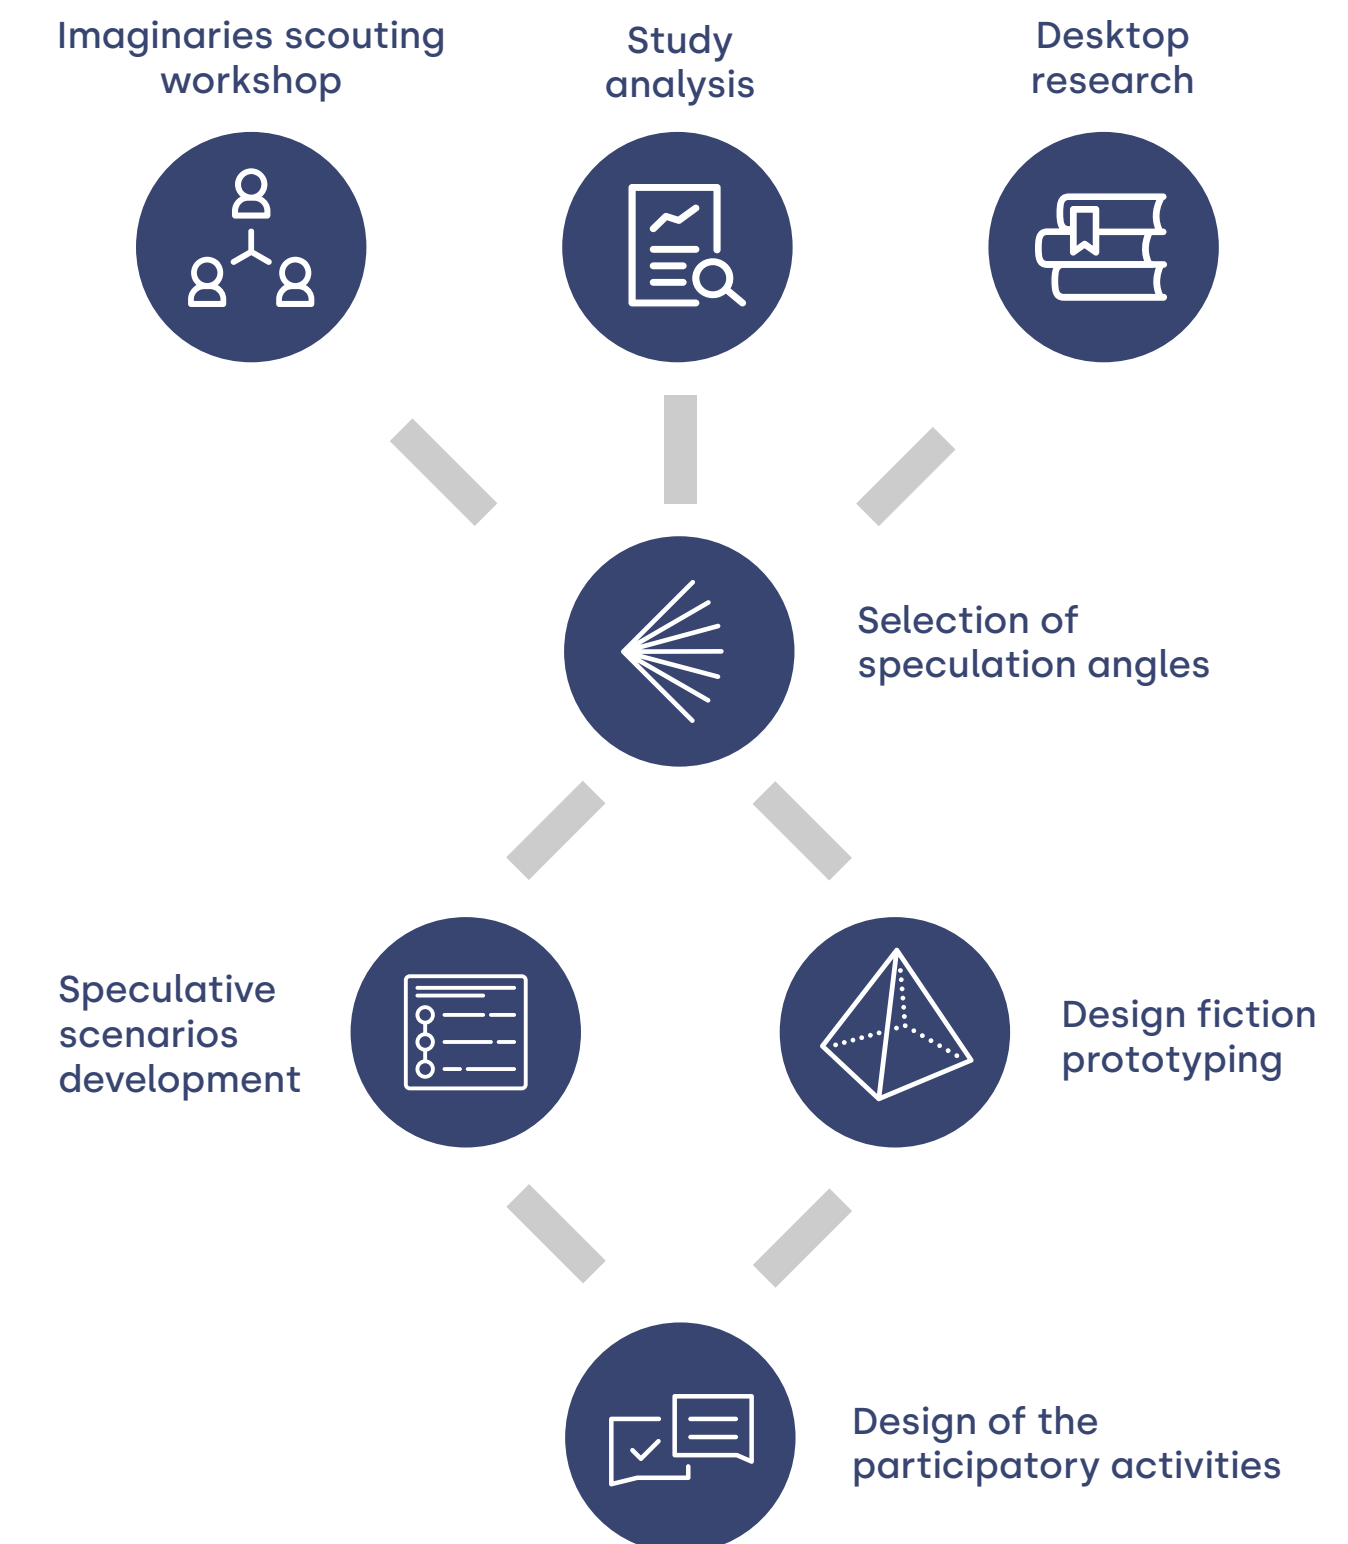 Imaginaries scouting
workshop
Study
analysis
Desktop
research
Selection of
speculation angles
Speculative
scenarios
development
Design fiction
prototyping
Design of the
participatory activities